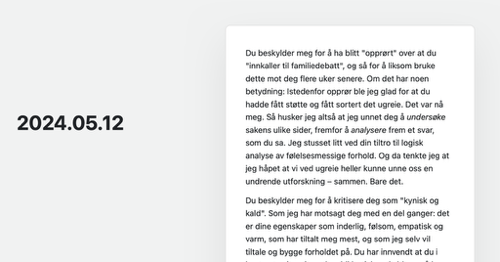 2024.05.12
Du beskylder meg for å ha blitt "opprørt" over at du
"innkaller til familiedebatt", og så for å liksom bruke
dette mot deg flere uker senere. Om det har noen
betydning: Istedenfor opprør ble jeg glad for at du
hadde fått støtte og fått sortert det ugreie. Det var nå
meg. Så husker jeg altså at jeg unnet deg å undersøke
sakens ulike sider, fremfor å analysere frem et svar,
som du sa. Jeg stusset litt ved din tiltro til logisk
analyse av følelsesmessige forhold. Og da tenkte jeg at
jeg håpet at vi ved ugreie heller kunne unne oss en
undrende utforskning – sammen. Bare det.
Du beskylder meg for å kritisere deg som "kynisk og
kald". Som jeg har motsagt deg med en del ganger: det
er dine egenskaper som inderlig, følsom, empatisk og
varm, som har tiltalt meg mest, og som jeg selv vil
tiltale og bygge forholdet på. Du har innvendt at du i